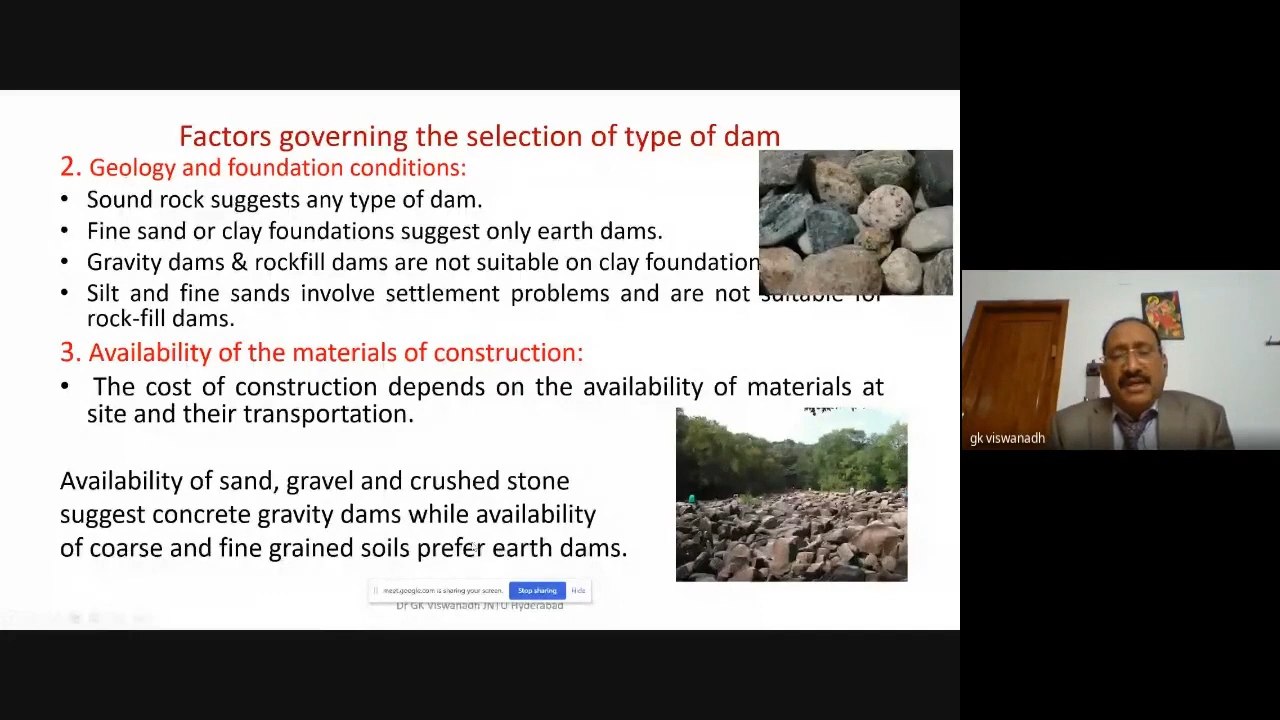 Factors governing the selection of type of dam
2. Geology and foundation conditions:
• Sound rock suggests any type of dam.
• Fine sand or clay foundations suggest only earth dams.
• Gravity dams & rockfill dams are not suitable on clay foundation
• Silt and fine sands involve settlement problems and are not suitable for
rock-fill dams.
3. Availability of the materials of construction:
• The cost of construction depends on the availability of materials at
site and their transportation.
Availability of sand, gravel and crushed stone
suggest concrete gravity dams while availability
of coarse and fine grained soils prefer earth dams.
meet.google.com is sharing your screen. Stop sharing Hide
Dr GK Viswanadh JNTU Hyderabad
gk viswanadh